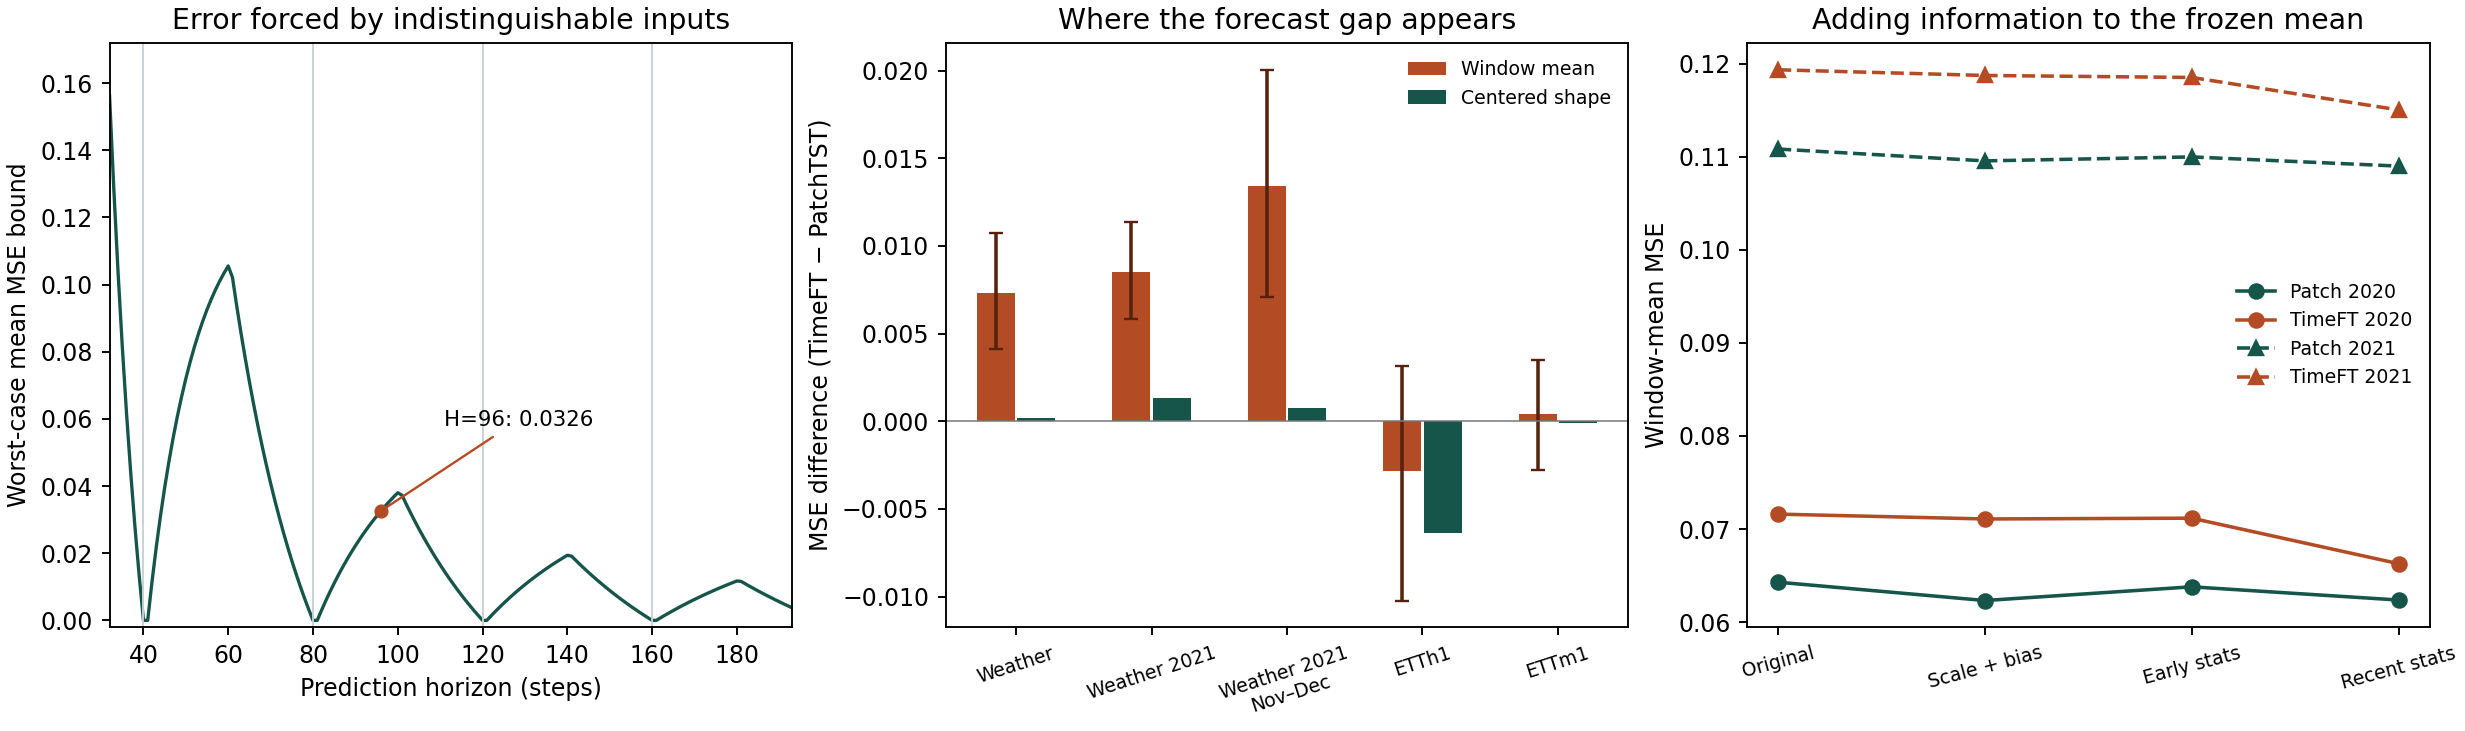 Error forced by indistinguishable inputs
Worst-case mean MSE bound
0.16
0.14
0.12
0.10
0.08
0.06
0.04
0.02
0.00
H=96: 0.0326
40
60
80
100
120
140
160
180
Prediction horizon (steps)
Where the forecast gap appears
MSE difference (TimeFT − PatchTST)
0.020
0.015
0.010
0.005
0.000
−0.005
−0.010
Window mean
Centered shape
Weather
Weather 2021
Weather 2021
Nov–Dec
ETTh1
ETTm1
Adding information to the frozen mean
Window-mean MSE
0.12
0.11
0.10
0.09
0.08
0.07
0.06
Patch 2020
TimeFT 2020
Patch 2021
TimeFT 2021
Original
Scale + bias
Early stats
Recent stats